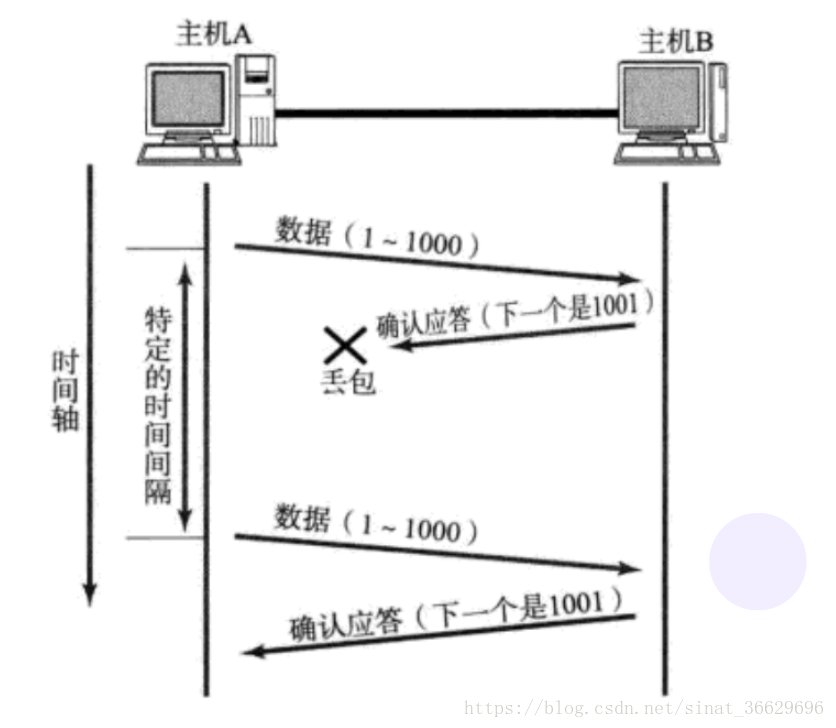 主机A
主机B
数据（1～1000）
确认应答（下一个是1001）
丢包
特定的时间间隔
时间轴
数据（1～1000）
确认应答（下一个是1001）
https://blog.csdn.net/sinat_36629696